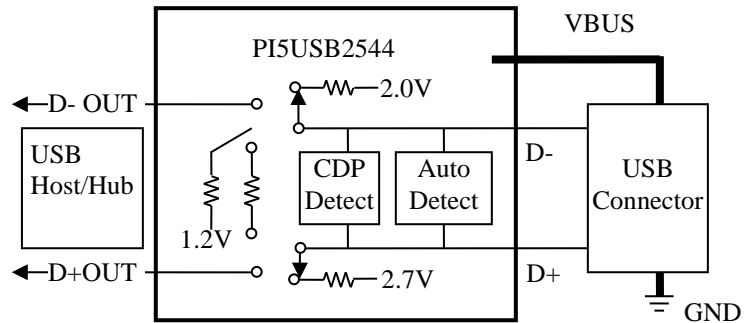 VBUS
PI5USB2544
2.0V
D- OUT
D-
USB
Host/Hub
CDP
Detect
Auto
Detect
USB
Connector
1.2V
D+OUT
2.7V
D+
GND